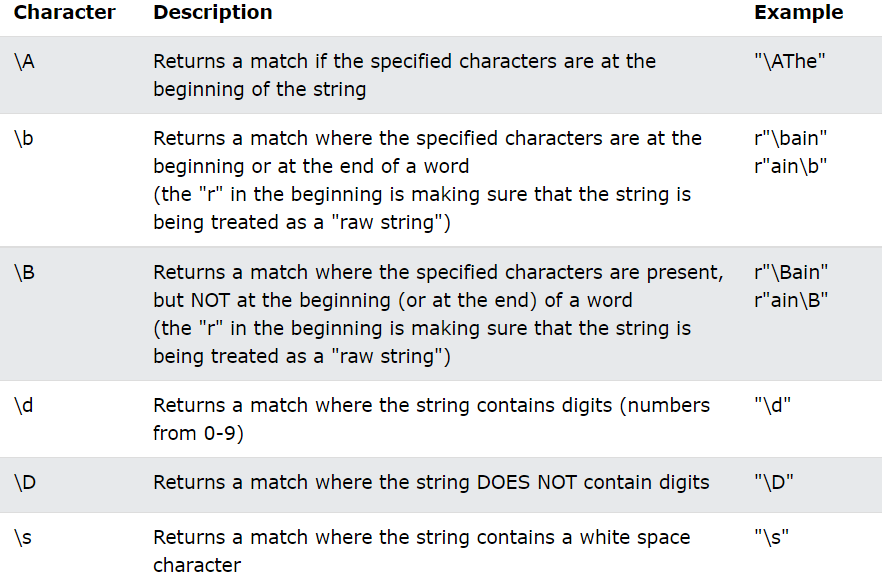 Character Description Example
\A Returns a match if the specified characters are at the "\AThe"
beginning of the string
\b Returns a match where the specified characters are at the r"\bain"
beginning or at the end of a word r"ain\b"
(the "r" in the beginning is making sure that the string is
being treated as a "raw string")
\B Returns a match where the specified characters are present, r"\Bain"
but NOT at the beginning (or at the end) of a word r"ain\B"
(the "r" in the beginning is making sure that the string is
being treated as a "raw string")
\d Returns a match where the string contains digits (numbers "\d"
from 0-9)
\D Returns a match where the string DOES NOT contain digits "\D"
\s Returns a match where the string contains a white space "\s"
character